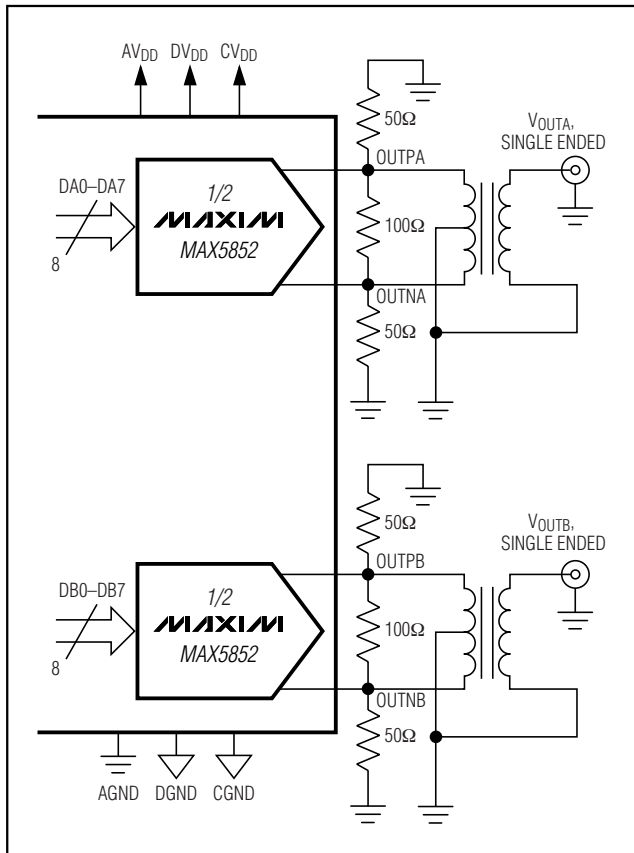 AVDD DVDD CVDD
50Ω
VOUTA,
SINGLE ENDED
OUTPA
DA0–DA7
1/2
MAXIM
MAX5852
8
100Ω
OUTNA
50Ω
50Ω
VOUTB,
SINGLE ENDED
OUTPB
DB0–DB7
1/2
MAXIM
MAX5852
8
100Ω
OUTNB
50Ω
AGND DGND CGND